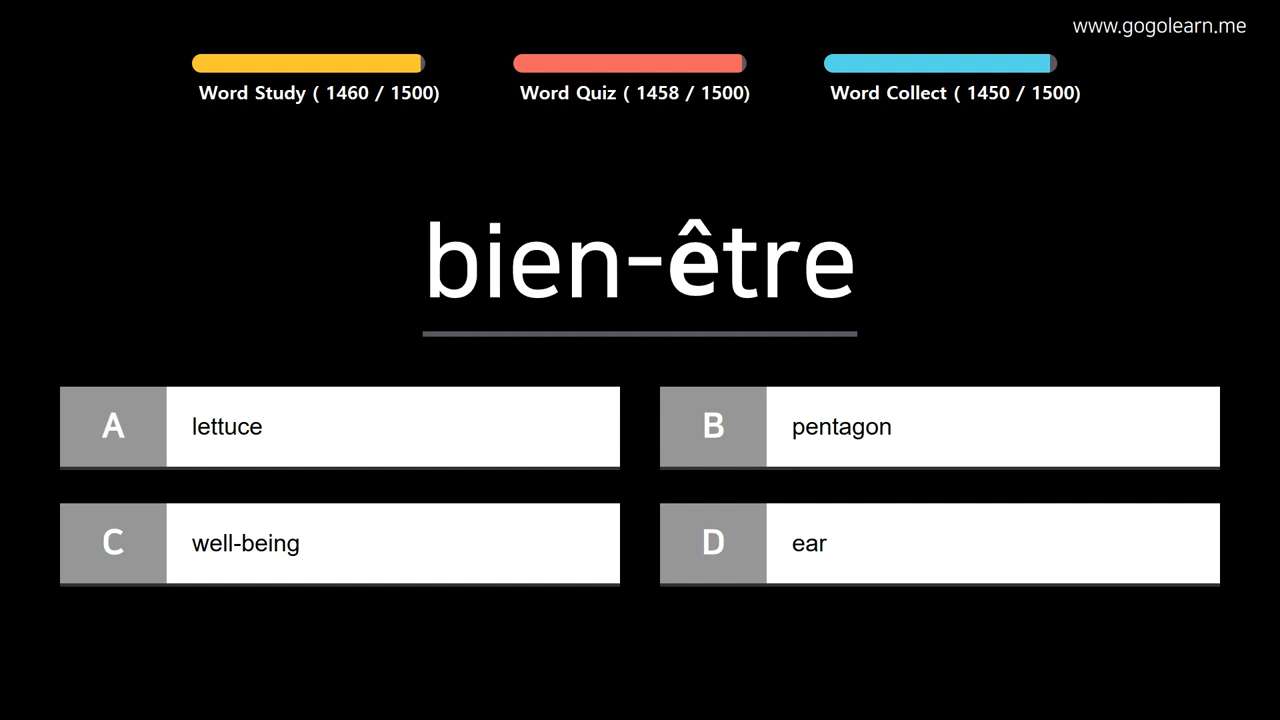 www.gogolearn.me
Word Study ( 1460 / 1500)
Word Quiz ( 1458 / 1500)
Word Collect ( 1450 / 1500)
bien-être
A lettuce
B pentagon
C well-being
D ear